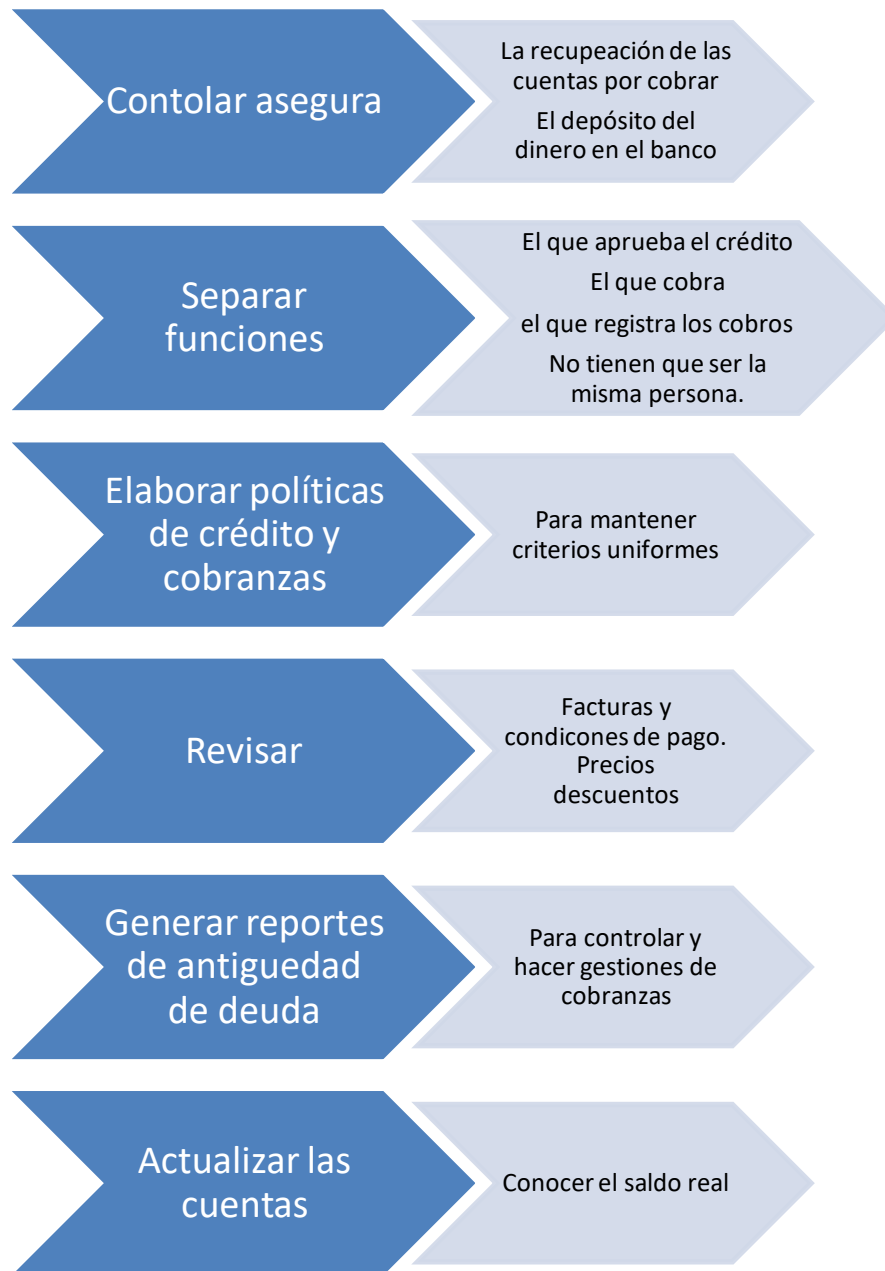 Contolar asegura
La recupeación de las
cuentas por cobrar
El depósito del
dinero en el banco
Separar
funciones
El que aprueba el crédito
El que cobra
el que registra los cobros
No tienen que ser la
misma persona.
Elaborar políticas
de crédito y
cobranzas
Para mantener
criterios uniformes
Revisar
Facturas y
condicones de pago.
Precios
descuentos
Generar reportes
de antiguedad
de deuda
Para controlar y
hacer gestiones de
cobranzas
Actualizar las
cuentas
Conocer el saldo real